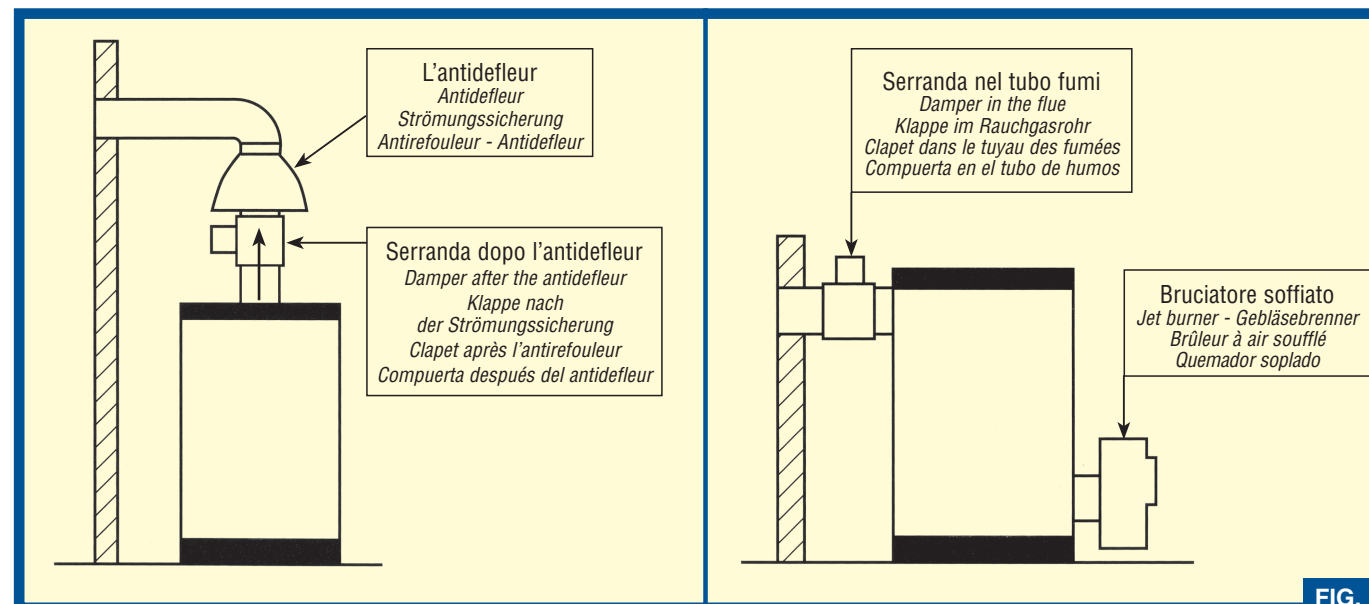 L'antidefleur
Antidefleur
Strömungssicherung
Antirefouleur - Antidefleur
Serranda dopo l'antidefleur
Damper after the antidefleur
Klappe nach
der Strömungssicherung
Clapet après l'antirefouleur
Compuerta después del antidefleur
Serranda nel tubo fumi
Damper in the flue
Klappe im Rauchgasrohr
Clapet dans le tuyau des fumées
Compuerta en el tubo de humos
Bruciatore soffiato
Jet burner - Gebläsebrenner
Brûleur à air soufflé
Quemador soplado
FIG.